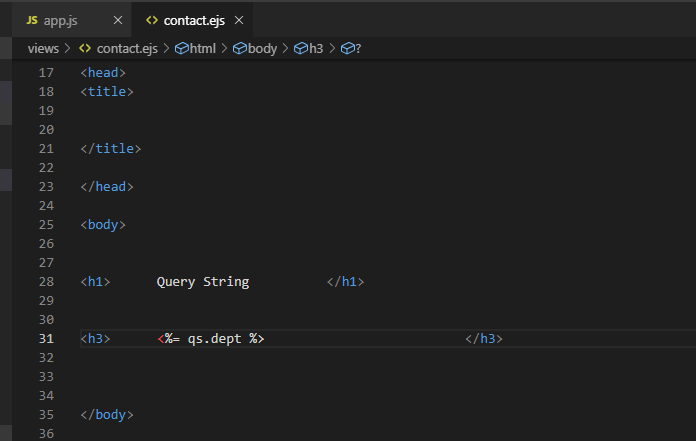 JS app.js ×
<> contact.ejs ×
views > <> contact.ejs > html > body > h3 > ?
17 <head>
18 <title>
19
20
21 </title>
22
23 </head>
24
25 <body>
26
27
28 <h1> Query String </h1>
29
30
31 <h3> <%= qs.dept %> </h3>
32
33
34
35 </body>
36